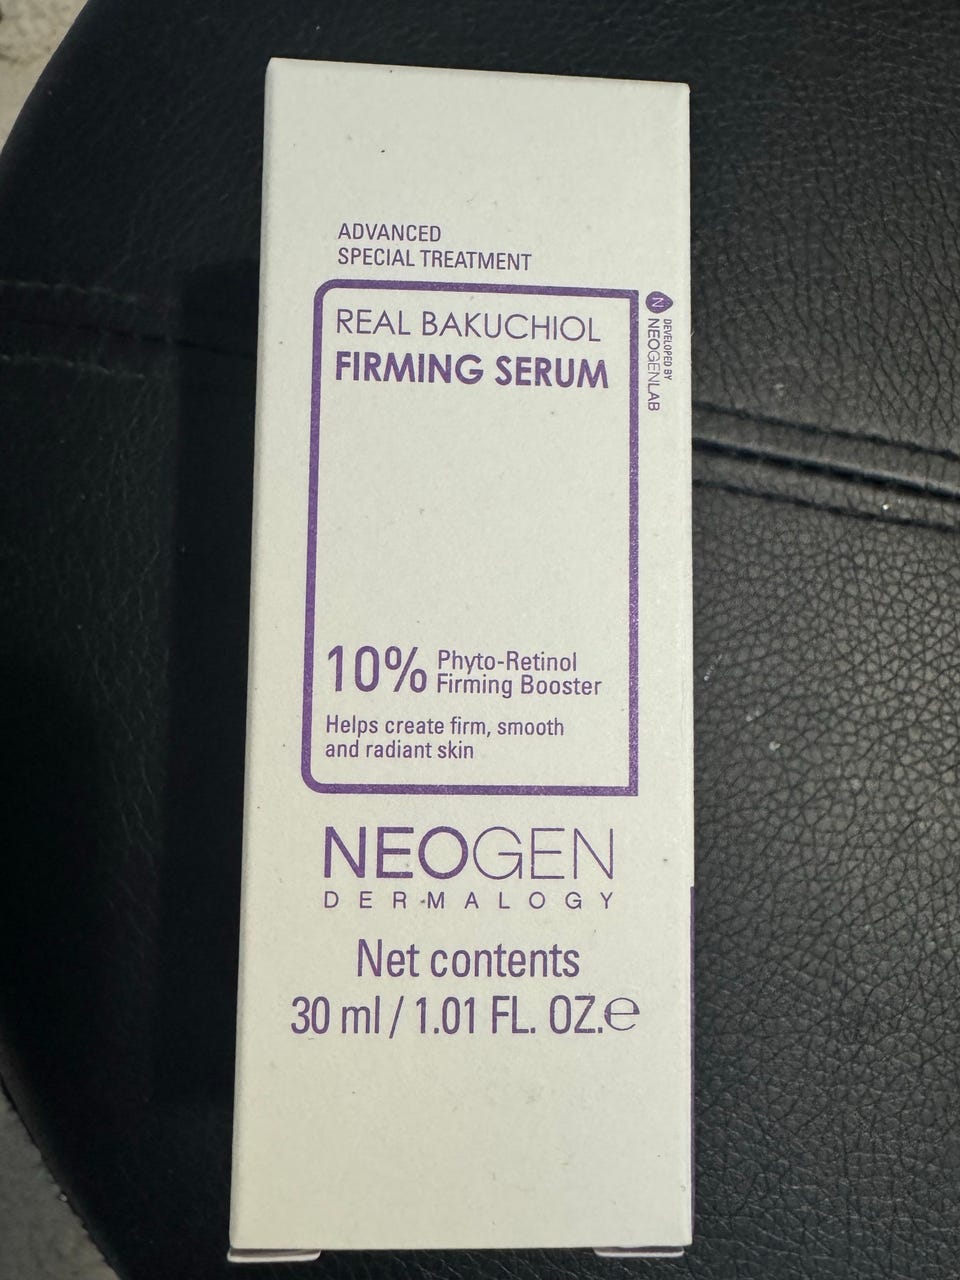 ADVANCED
SPECIAL TREATMENT
REAL BAKUCHIOL
FIRMING SERUM
N
DEVELOPED BY
NEOGENLAB
10% Phyto-Retinol
Firming Booster
Helps create firm, smooth
and radiant skin
NEOGEN
DERMALOGY
Net contents
30 ml / 1.01 FL. OZ.℮